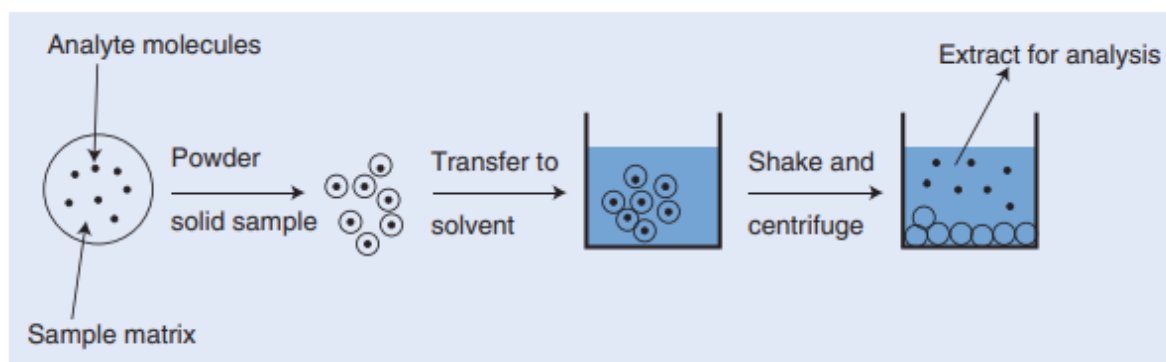 Analyte molecules
Extract for analysis
Powder
solid sample
Transfer to
solvent
Shake and
centrifuge
Sample matrix